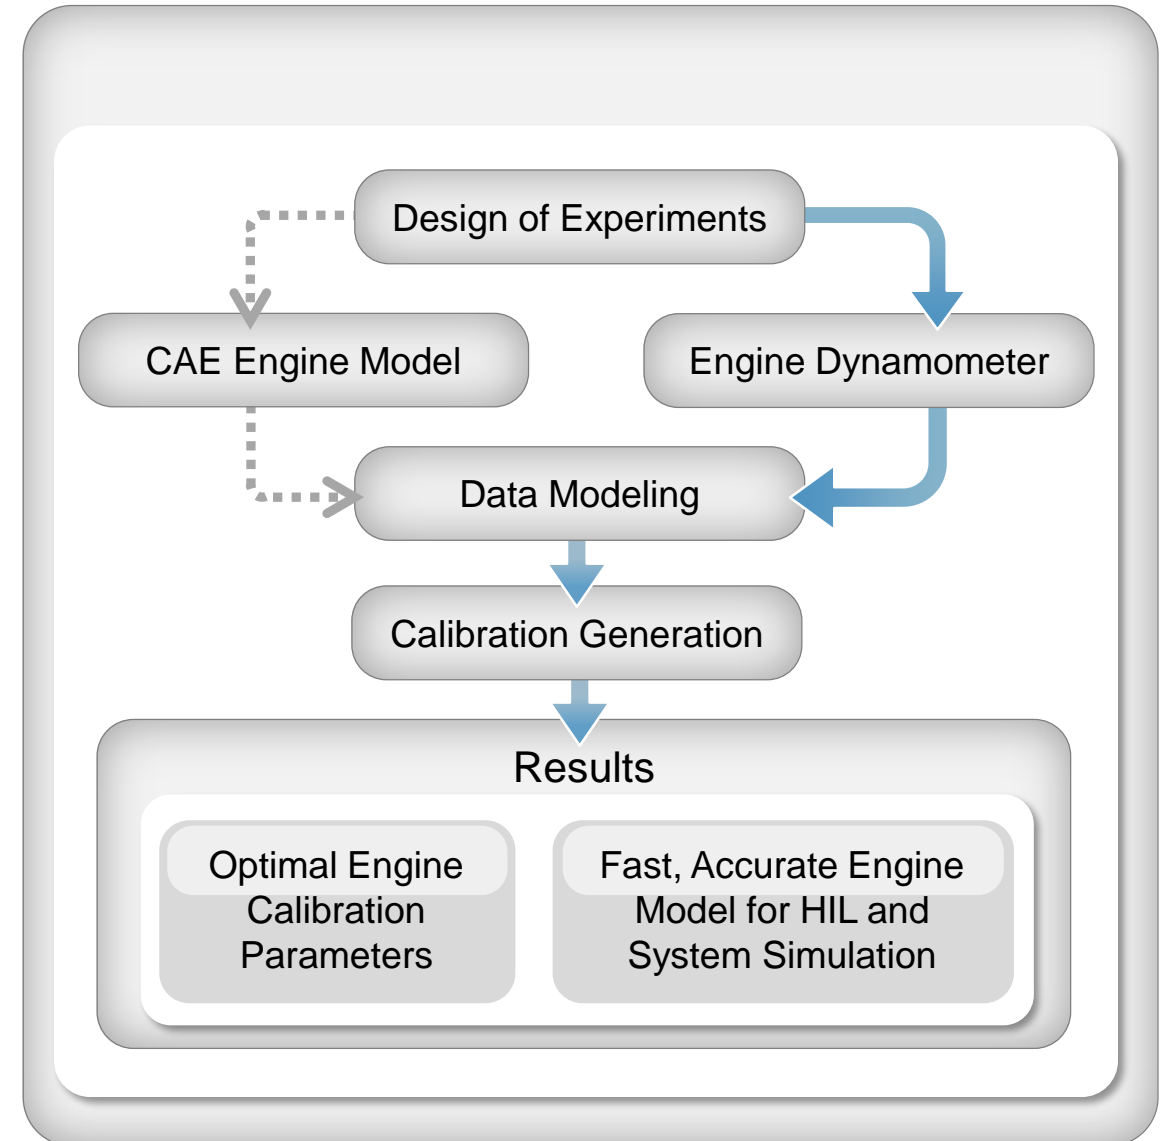 Design of Experiments
CAE Engine Model
Engine Dynamometer
Data Modeling
Calibration Generation
Results
Optimal Engine
Calibration
Parameters
Fast, Accurate Engine
Model for HIL and
System Simulation